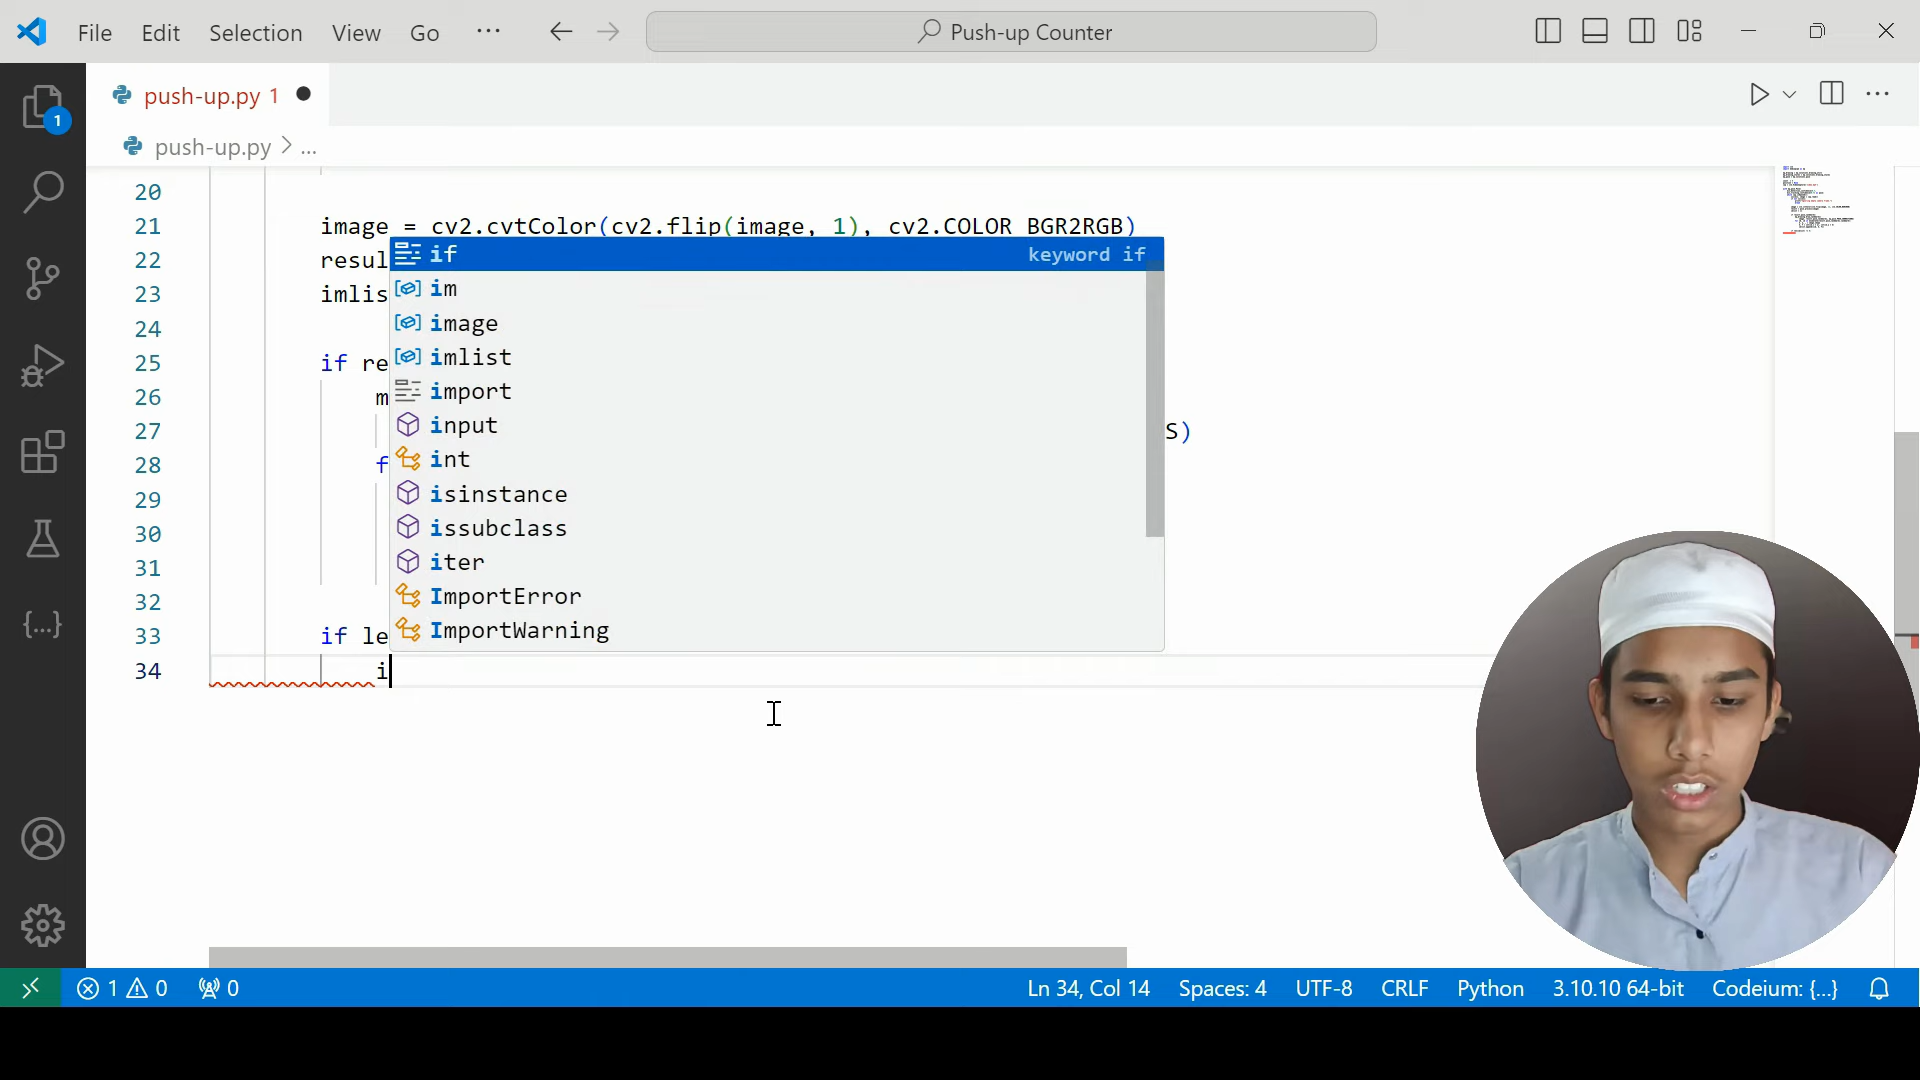 File Edit Selection View Go ... Push-up Counter
push-up.py 1
push-up.py > ...
1
20
21 image = cv2.cvtColor(cv2.flip(image, 1), cv2.COLOR_BGR2RGB)
22 resul
23 imlis
24
25 if re
26 m
27 S)
28 f
29
30
31
32
33 if le
34 i
if keyword if
im
image
imlist
import
input
int
isinstance
issubclass
iter
ImportError
ImportWarning
1 0 0 Ln 34, Col 14 Spaces: 4 UTF-8 CRLF Python 3.10.10 64-bit Codeium: {...}